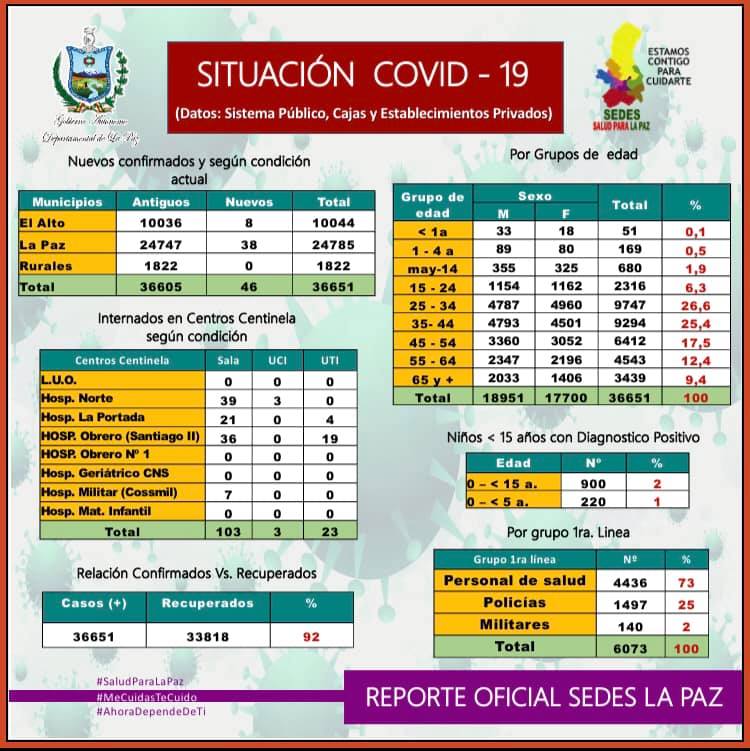 SITUACIÓN COVID - 19
(Datos: Sistema Público, Cajas y Establecimientos Privados)
Gobierno Autónomo
Departamental de La Paz
ESTAMOS
CONTIGO
PARA
CUIDARTE
SEDES
SALUD PARA LA PAZ
Nuevos confirmados y según condición
actual
Municipios Antiguos Nuevos Total
El Alto 10036 8 10044
La Paz 24747 38 24785
Rurales 1822 0 1822
Total 36605 46 36651
Internados en Centros Centinela
según condición
Centros Centinela Sala UCI UTI
L.U.O. 0 0 0
Hosp. Norte 39 3 0
Hosp. La Portada 21 0 4
HOSP. Obrero (Santiago II) 36 0 19
HOSP. Obrero Nº 1 0 0 0
Hosp. Geriátrico CNS 0 0 0
Hosp. Militar (Cossmil) 7 0 0
Hosp. Mat. Infantil 0 0 0
Total 103 3 23
Relación Confirmados Vs. Recuperados
Casos (+) Recuperados %
36651 33818 92
Por Grupos de edad
Grupo de edad Sexo Total %
M F
< 1a 33 18 51 0,1
1 - 4 a 89 80 169 0,5
may-14 355 325 680 1,9
15 - 24 1154 1162 2316 6,3
25 - 34 4787 4960 9747 26,6
35- 44 4793 4501 9294 25,4
45 - 54 3360 3052 6412 17,5
55 - 64 2347 2196 4543 12,4
65 y + 2033 1406 3439 9,4
Total 18951 17700 36651 100
Niños < 15 años con Diagnostico Positivo
Edad Nº %
0 – < 15 a. 900 2
0 – < 5 a. 220 1
Por grupo 1ra. Linea
Grupo 1ra línea Nº %
Personal de salud 4436 73
Policías 1497 25
Militares 140 2
Total 6073 100
#SaludParaLaPaz
#MeCuidasTeCuido
#AhoraDependeDeTi
REPORTE OFICIAL SEDES LA PAZ